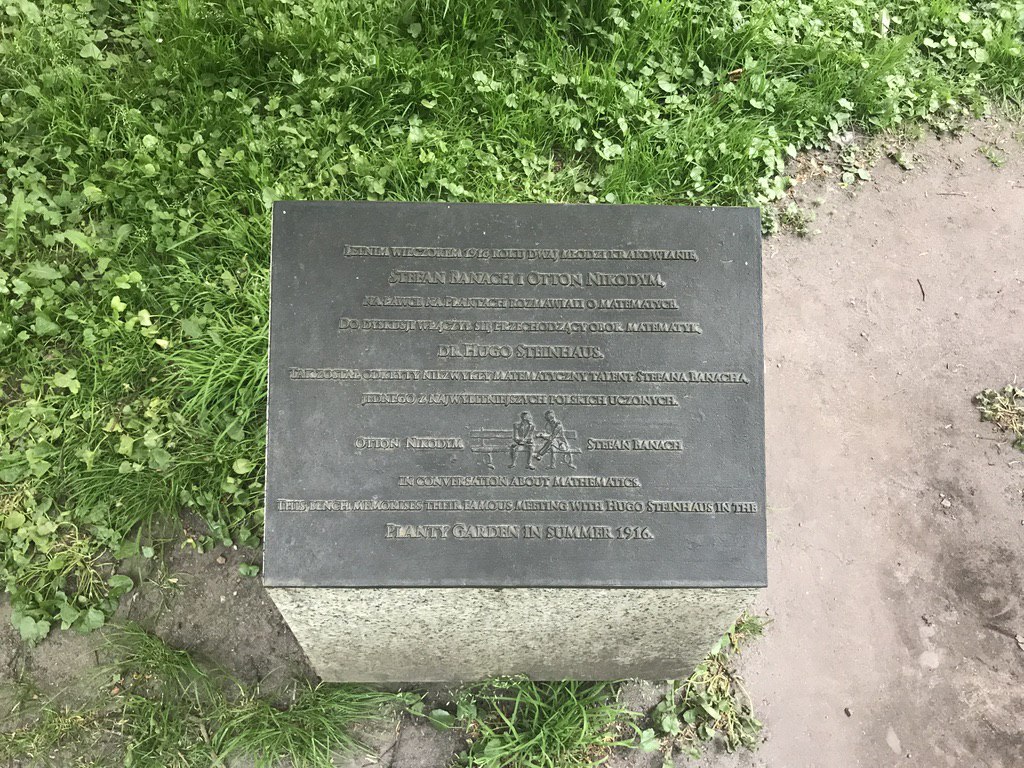 Letnim wieczorem 1916 roku dwaj młodzi krakowianie,
Stefan Banach i Otton Nikodym,
na ławce na Plantach rozmawiali o matematyce.
Do dyskusji włączył się przechodzący obok matematyk,
dr Hugo Steinhaus.
Tak został odkryty niezwykły matematyczny talent Stefana Banacha,
jednego z najwybitniejszych polskich uczonych.
Otton Nikodym Stefan Banach
in conversation about mathematics.
This bench memorises their famous meeting with Hugo Steinhaus in the
Planty Garden in summer 1916.